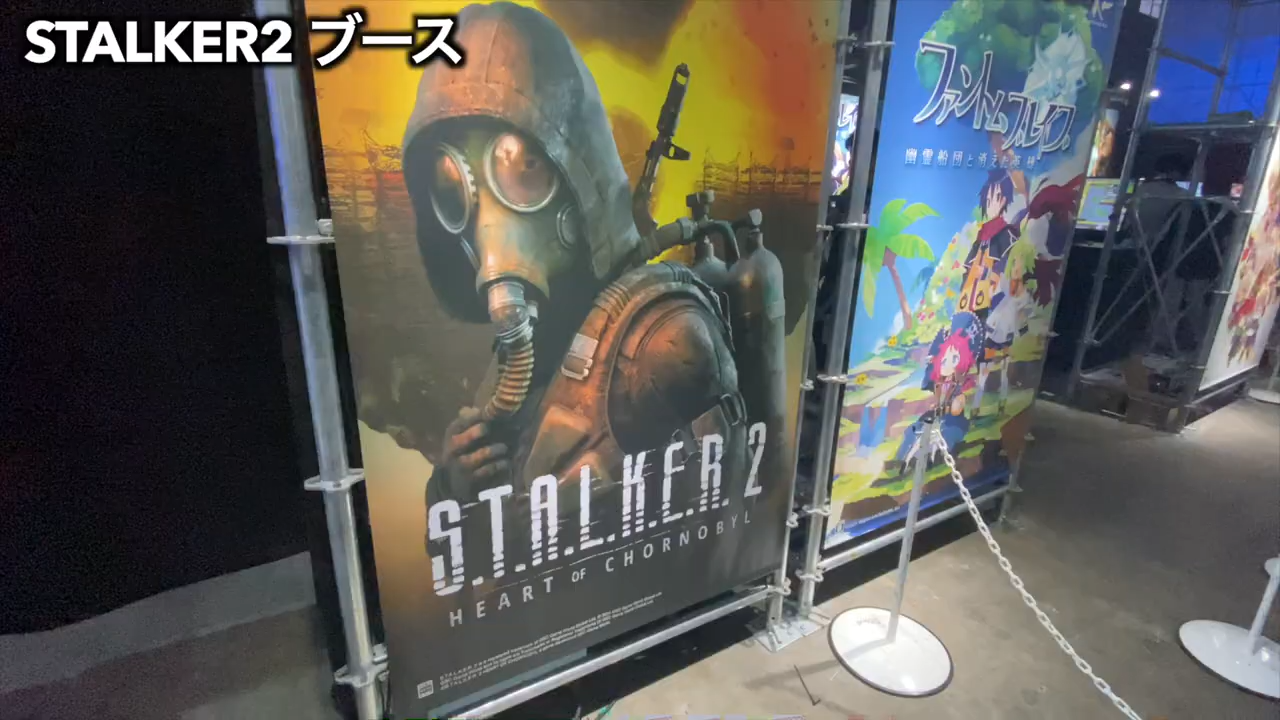 STALKER2 ブース
S.T.A.L.K.E.R. 2
HEART OF CHORNOBYL
ファントム・ブレイブ
幽霊船団と消えた英雄